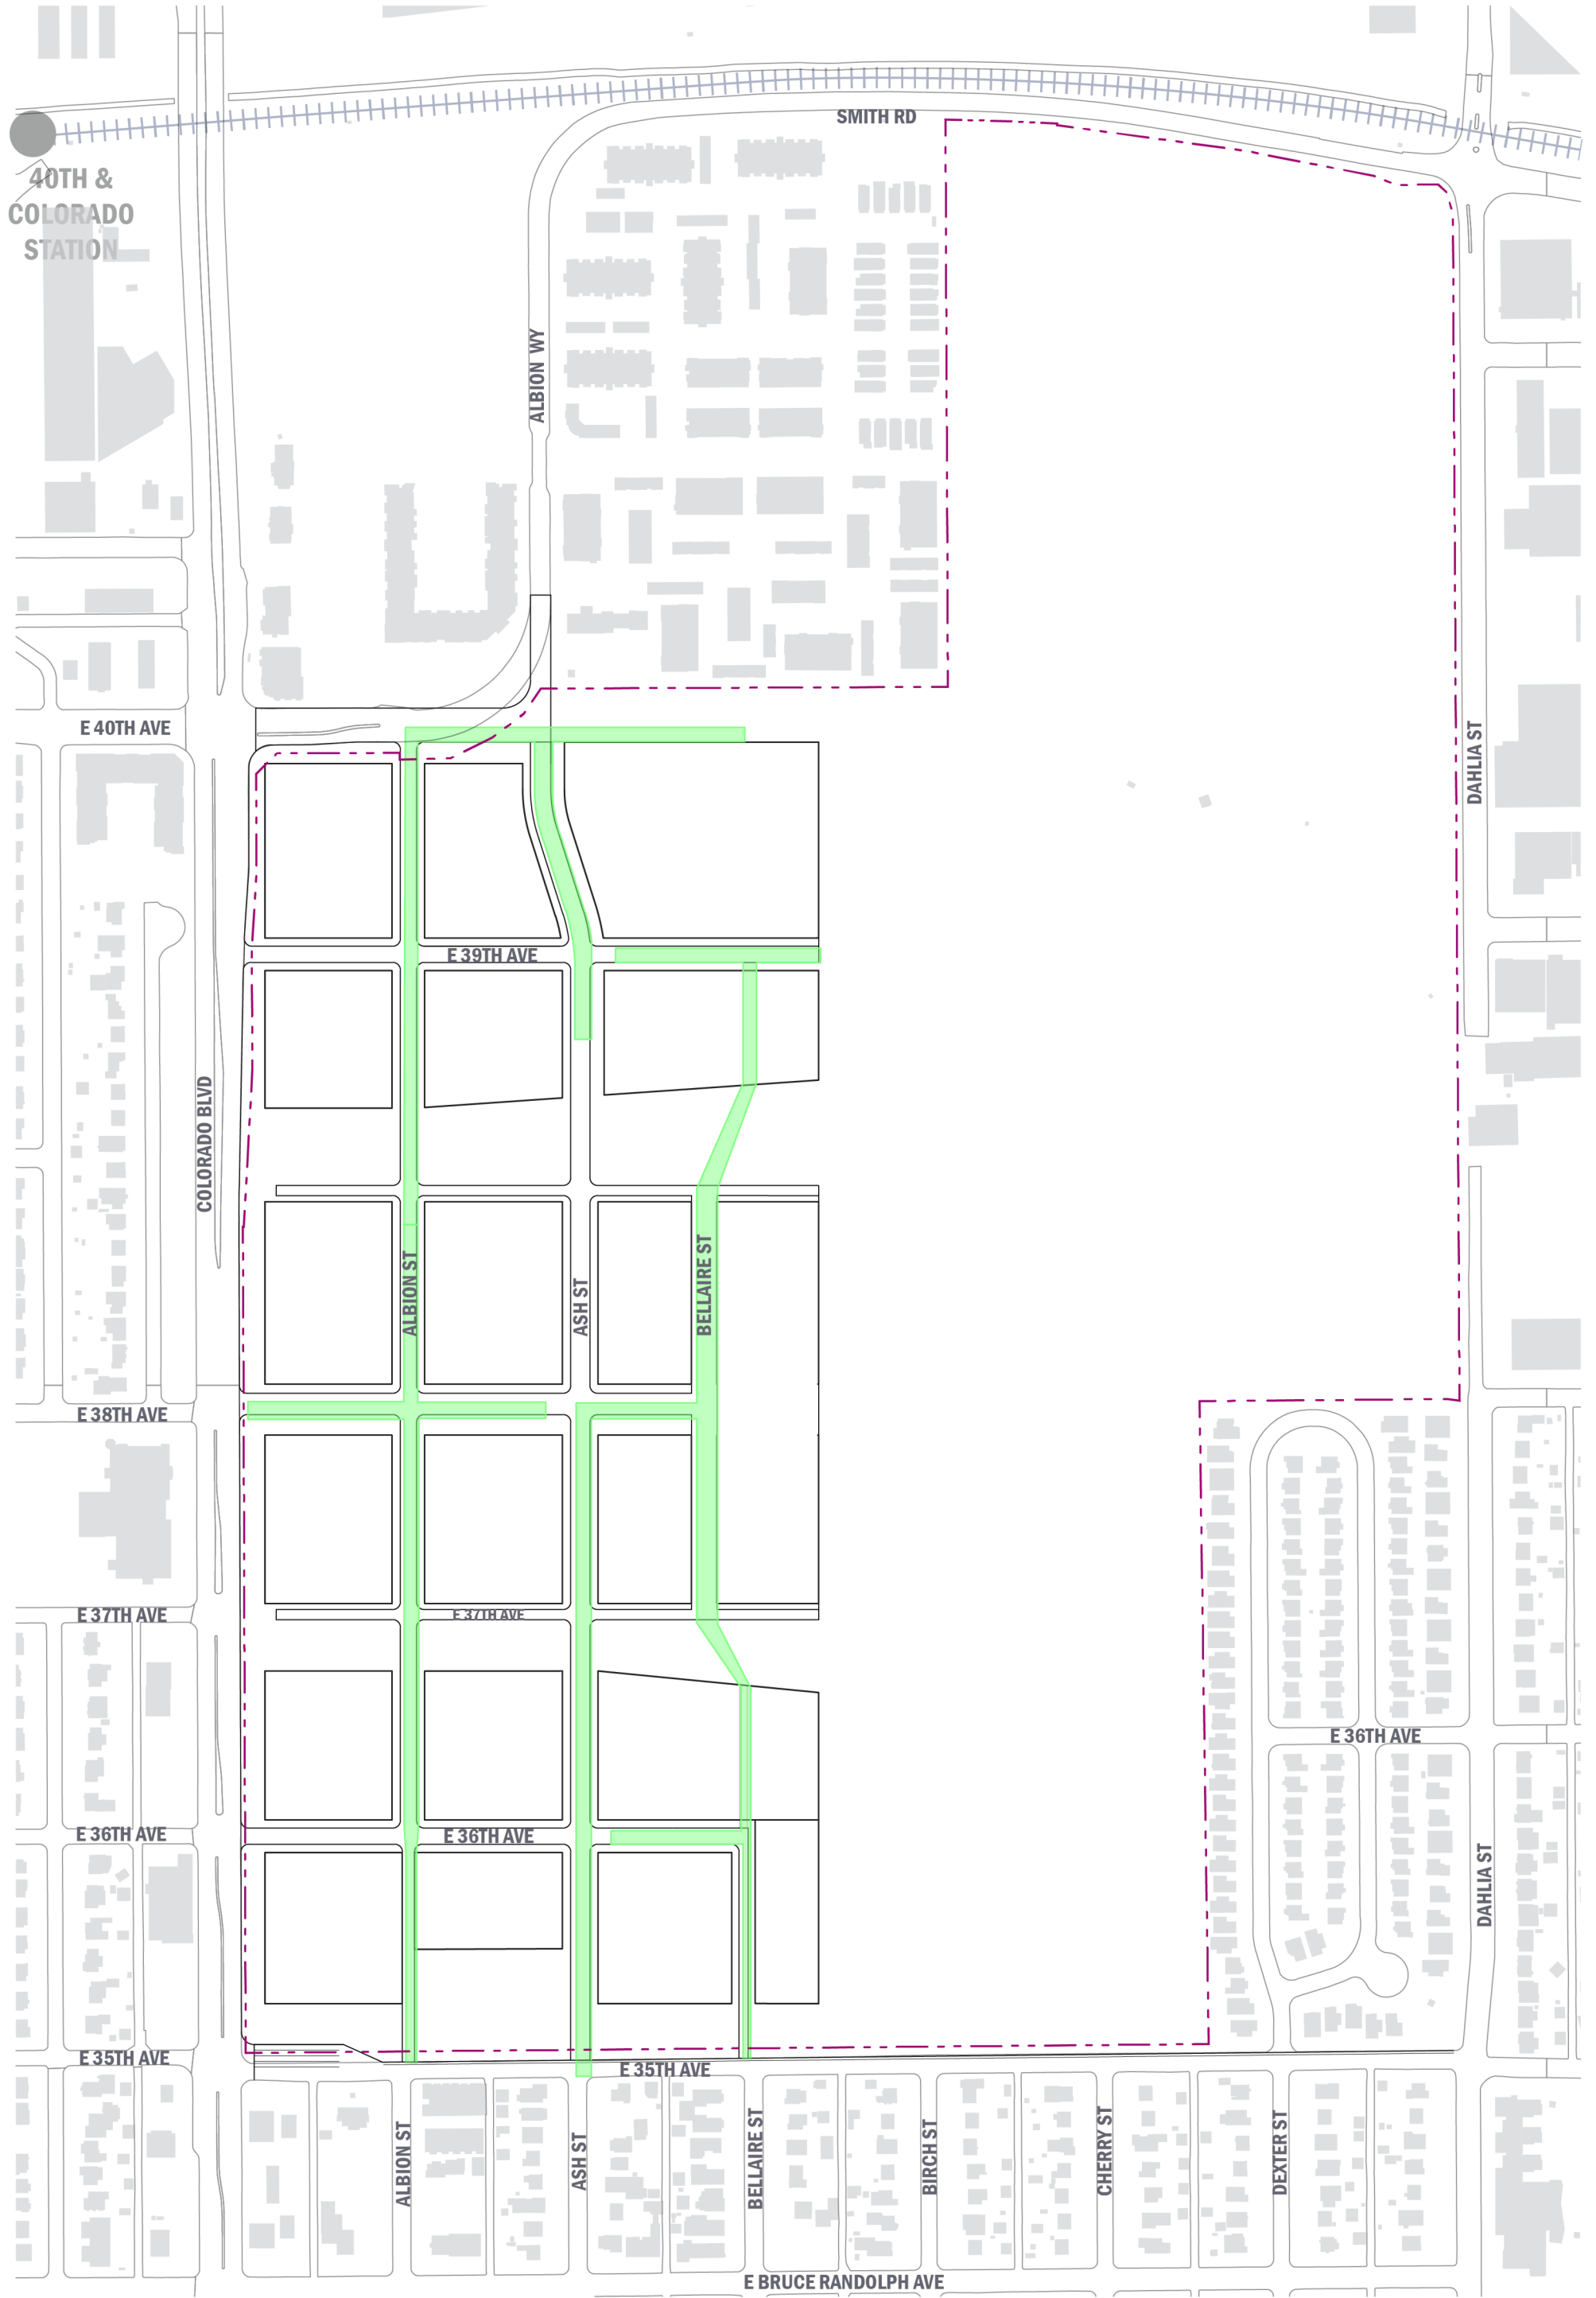 SMITH RD
40TH &
COLORADO
STATION
ALBION WY
E 40TH AVE
DAHLIA ST
E 39TH AVE
COLORADO BLVD
ALBION ST
ASH ST
BELLAIRE ST
E 38TH AVE
E 37TH AVE
E 37TH AVE
E 36TH AVE
E 36TH AVE
E 36TH AVE
DAHLIA ST
E 35TH AVE
E 35TH AVE
ALBION ST
ASH ST
BELLAIRE ST
BIRCH ST
CHERRY ST
DEXTER ST
E BRUCE RANDOLPH AVE